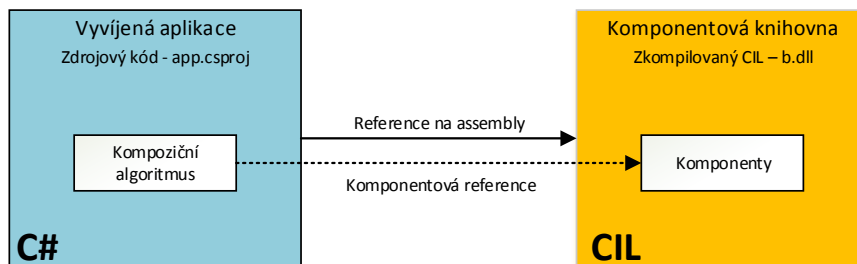 Vyvíjená aplikace
Zdrojový kód - app.csproj
Kompoziční
algoritmus
C#
Reference na assembly
Komponentová reference
Komponentová knihovna
Zkompilovaný CIL – b.dll
Komponenty
CIL